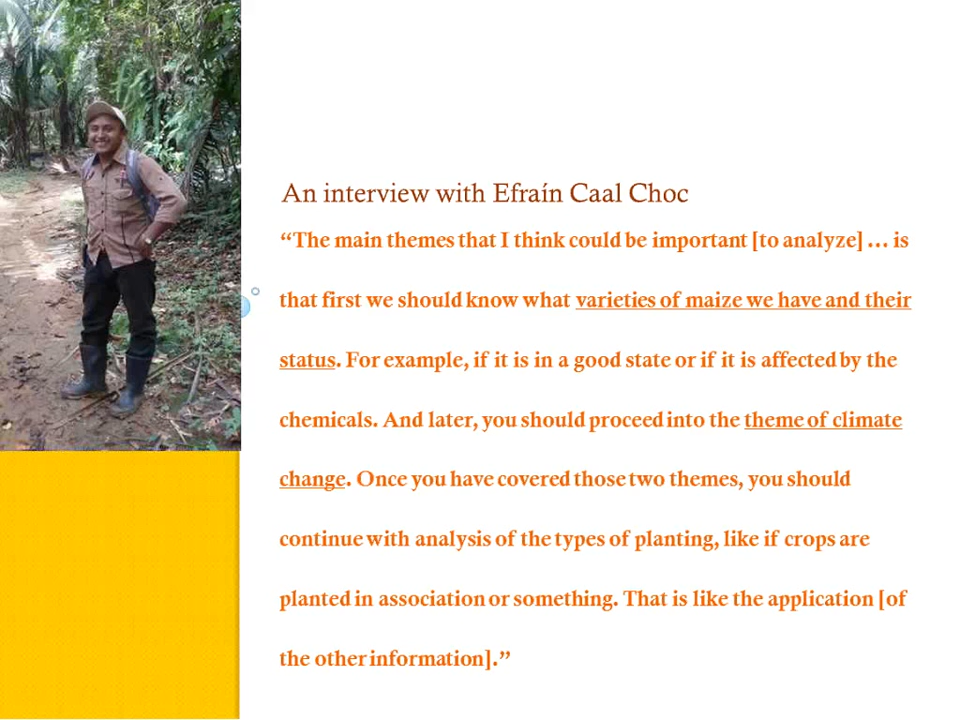 An interview with Efraín Caal Choc
“The main themes that I think could be important [to analyze] … is
that first we should know what varieties of maize we have and their
status. For example, if it is in a good state or if it is affected by the
chemicals. And later, you should proceed into the theme of climate
change. Once you have covered those two themes, you should
continue with analysis of the types of planting, like if crops are
planted in association or something. That is like the application [of
the other information].”